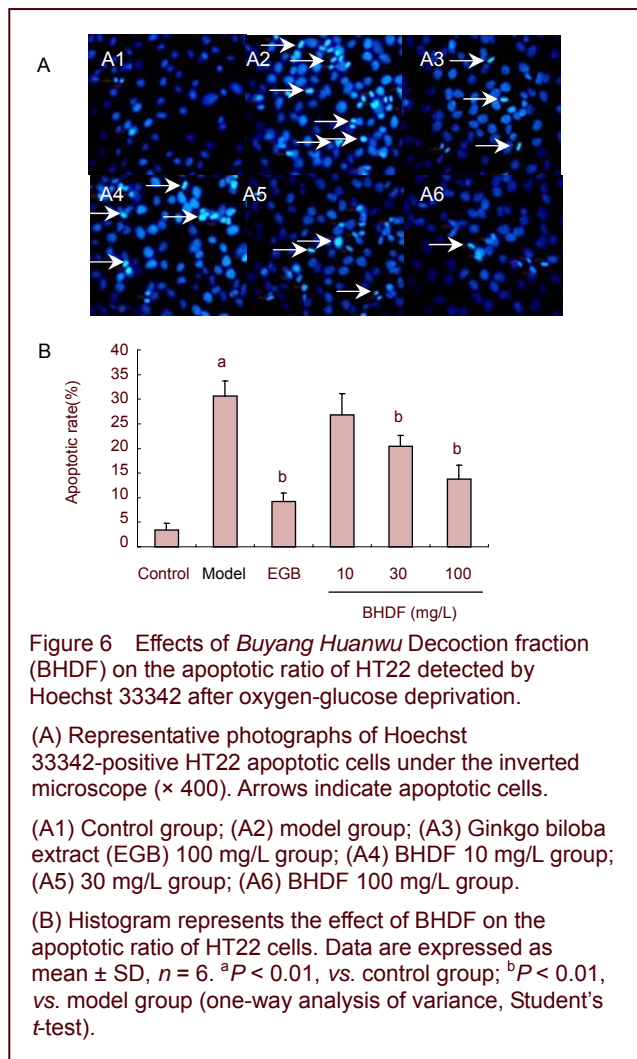 A
A1 A2 A3
A4 A5 A6
B
40
35
30
25
20
15
10
5
0
Apoptotic rate(%)
a
b
b
b
Control Model EGB 10 30 100
BHDF (mg/L)
Figure 6 Effects of Buyang Huanwu Decoction fraction
(BHDF) on the apoptotic ratio of HT22 detected by
Hoechst 33342 after oxygen-glucose deprivation.
(A) Representative photographs of Hoechst
33342-positive HT22 apoptotic cells under the inverted
microscope (× 400). Arrows indicate apoptotic cells.
(A1) Control group; (A2) model group; (A3) Ginkgo biloba
extract (EGB) 100 mg/L group; (A4) BHDF 10 mg/L group;
(A5) 30 mg/L group; (A6) BHDF 100 mg/L group.
(B) Histogram represents the effect of BHDF on the
apoptotic ratio of HT22 cells. Data are expressed as
mean ± SD, n = 6. ᵃP < 0.01, vs. control group; ᵇP < 0.01,
vs. model group (one-way analysis of variance, Student's
t-test).